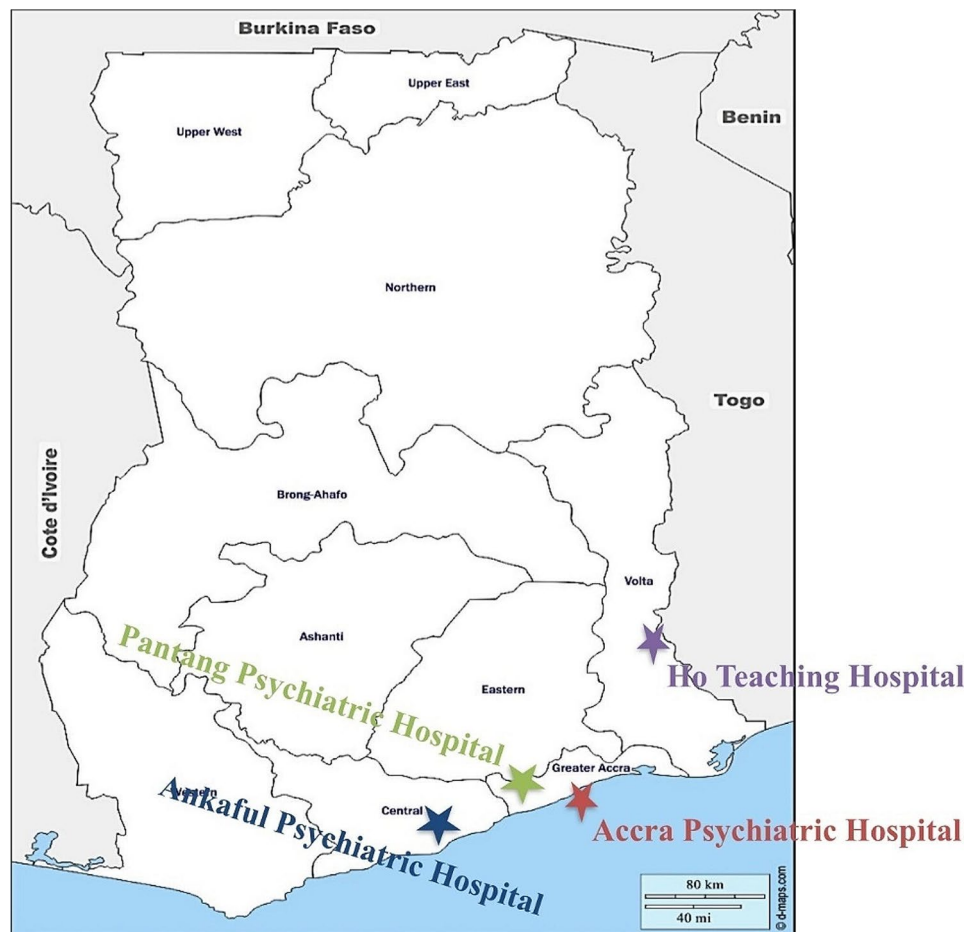 Burkina Faso
Upper East
Benin
Upper West
Northern
Togo
Cote d'Ivoire
Brong-Ahafo
Volta
Ashanti
Pantang Psychiatric Hospital
Ho Teaching Hospital
Eastern
Greater Accra
Western
Ankaful Psychiatric Hospital
Central
Accra Psychiatric Hospital
80 km
40 mi
© d-maps.com